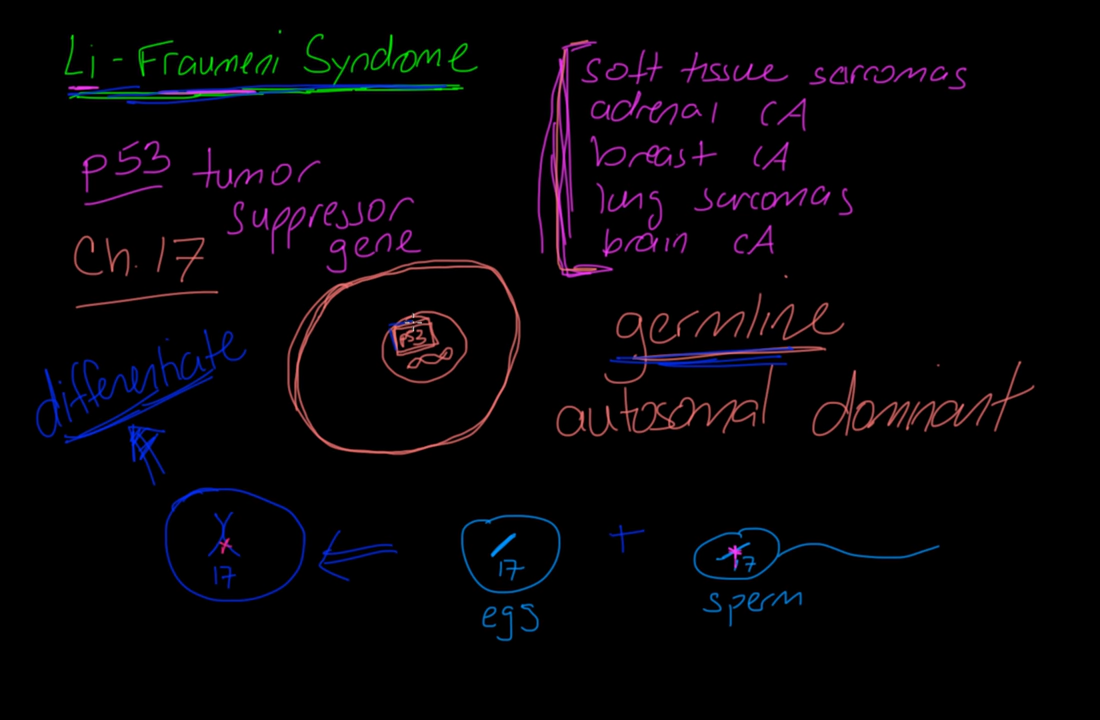 Li-Fraumeni Syndrome
p53 tumor
suppressor
gene
Ch. 17
soft tissue sarcomas
adrenal CA
breast CA
lung sarcomas
brain CA
p53
germline
autosomal dominant
differentiate
17
17
egg
+
17
sperm